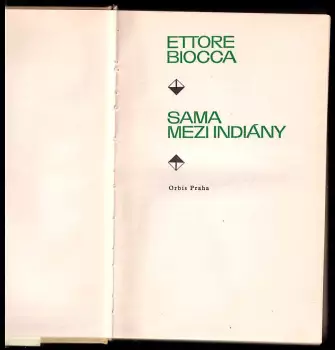 ETTORE
BIOCCA
SAMA
MEZI INDIÁNY
Orbis Praha